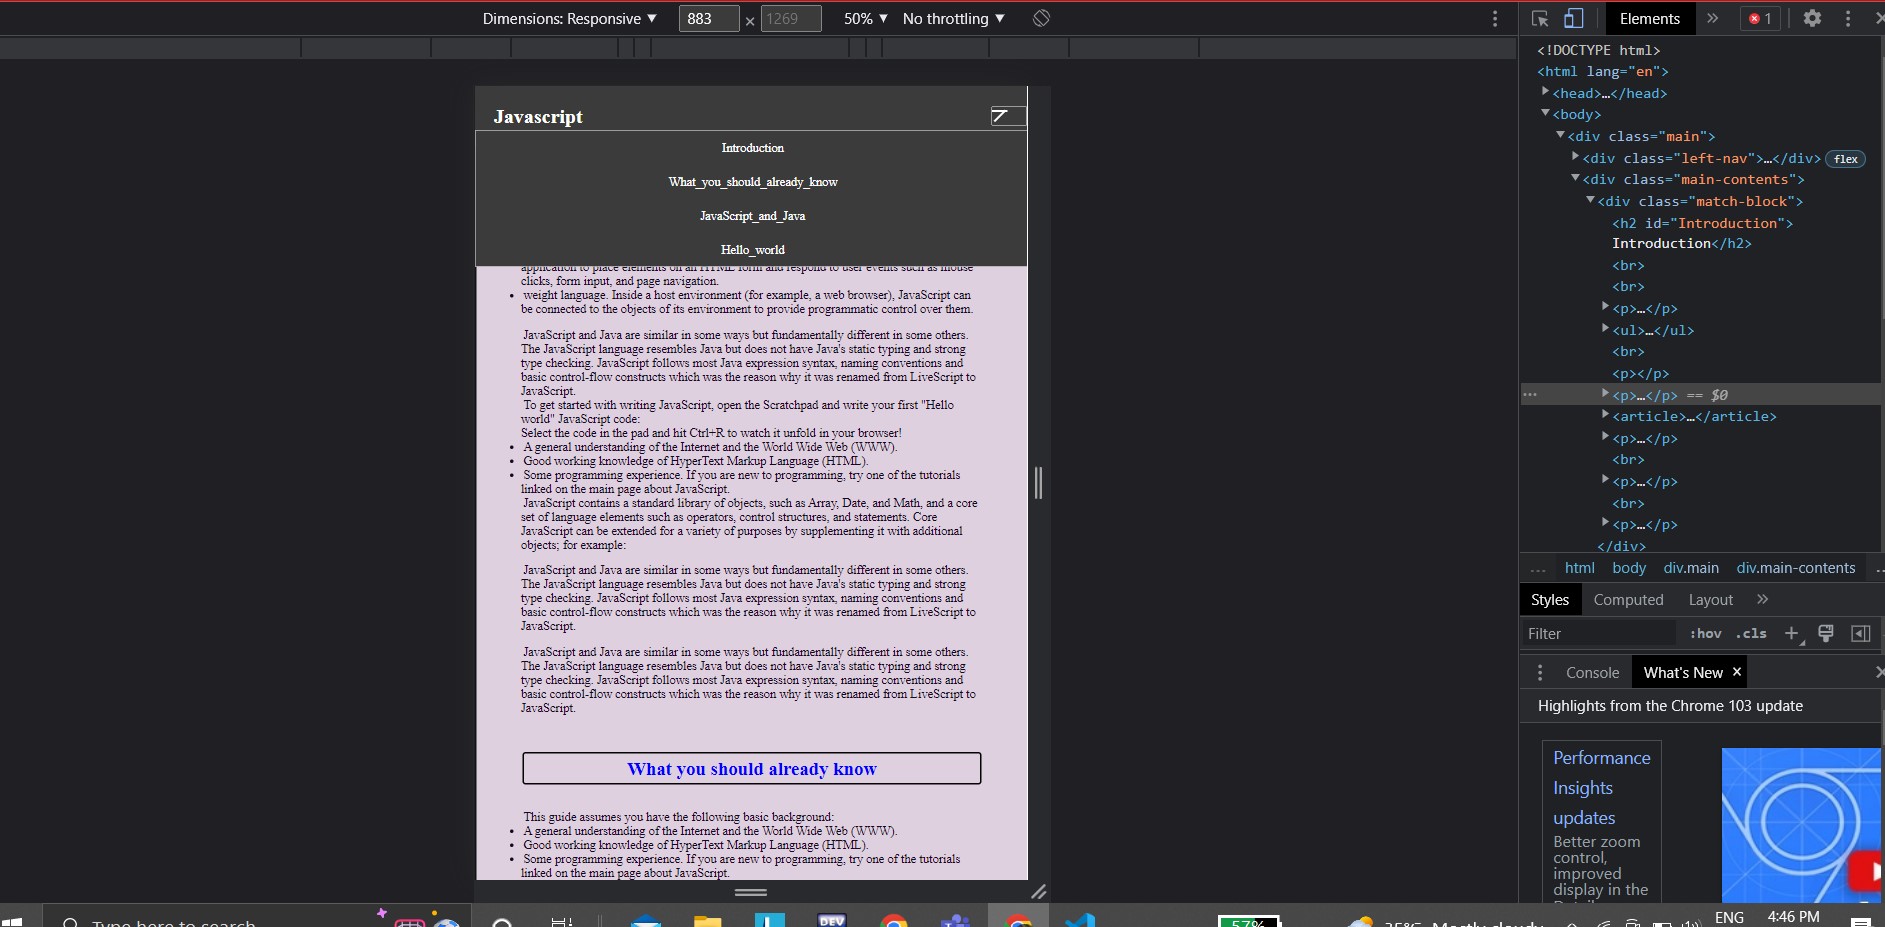 Dimensions: Responsive ▼ 883 × 1269 50% ▼ No throttling ▼
Elements » 1
<!DOCTYPE html>
<html lang="en">
<head>…</head>
<body>
<div class="main">
<div class="left-nav">…</div> flex
<div class="main-contents">
<div class="match-block">
<h2 id="Introduction">
Introduction</h2>
<br>
<br>
<p>…</p>
<ul>…</ul>
<br>
<p></p>
<p>…</p> == $0
<article>…</article>
<p>…</p>
<br>
<p>…</p>
<br>
<p>…</p>
</div>
… html body div.main div.main-contents
Styles Computed Layout »
Filter :hov .cls +
Console What's New ×
Highlights from the Chrome 103 update
Performance
Insights
updates
Better zoom
control,
improved
display in the
Javascript
Introduction
What_you_should_already_know
JavaScript_and_Java
Hello_world
application to place elements on an HTML form and respond to user events such as mouse
clicks, form input, and page navigation.
• weight language. Inside a host environment (for example, a web browser), JavaScript can
be connected to the objects of its environment to provide programmatic control over them.
JavaScript and Java are similar in some ways but fundamentally different in some others.
The JavaScript language resembles Java but does not have Java's static typing and strong
type checking. JavaScript follows most Java expression syntax, naming conventions and
basic control-flow constructs which was the reason why it was renamed from LiveScript to
JavaScript.
To get started with writing JavaScript, open the Scratchpad and write your first "Hello
world" JavaScript code:
Select the code in the pad and hit Ctrl+R to watch it unfold in your browser!
• A general understanding of the Internet and the World Wide Web (WWW).
• Good working knowledge of HyperText Markup Language (HTML).
• Some programming experience. If you are new to programming, try one of the tutorials
linked on the main page about JavaScript.
JavaScript contains a standard library of objects, such as Array, Date, and Math, and a core
set of language elements such as operators, control structures, and statements. Core
JavaScript can be extended for a variety of purposes by supplementing it with additional
objects; for example:
JavaScript and Java are similar in some ways but fundamentally different in some others.
The JavaScript language resembles Java but does not have Java's static typing and strong
type checking. JavaScript follows most Java expression syntax, naming conventions and
basic control-flow constructs which was the reason why it was renamed from LiveScript to
JavaScript.
JavaScript and Java are similar in some ways but fundamentally different in some others.
The JavaScript language resembles Java but does not have Java's static typing and strong
type checking. JavaScript follows most Java expression syntax, naming conventions and
basic control-flow constructs which was the reason why it was renamed from LiveScript to
JavaScript.
What you should already know
This guide assumes you have the following basic background:
• A general understanding of the Internet and the World Wide Web (WWW).
• Good working knowledge of HyperText Markup Language (HTML).
• Some programming experience. If you are new to programming, try one of the tutorials
linked on the main page about JavaScript.
Type here to search DEV 57% 35°C Mostly cloudy ENG 4:46 PM